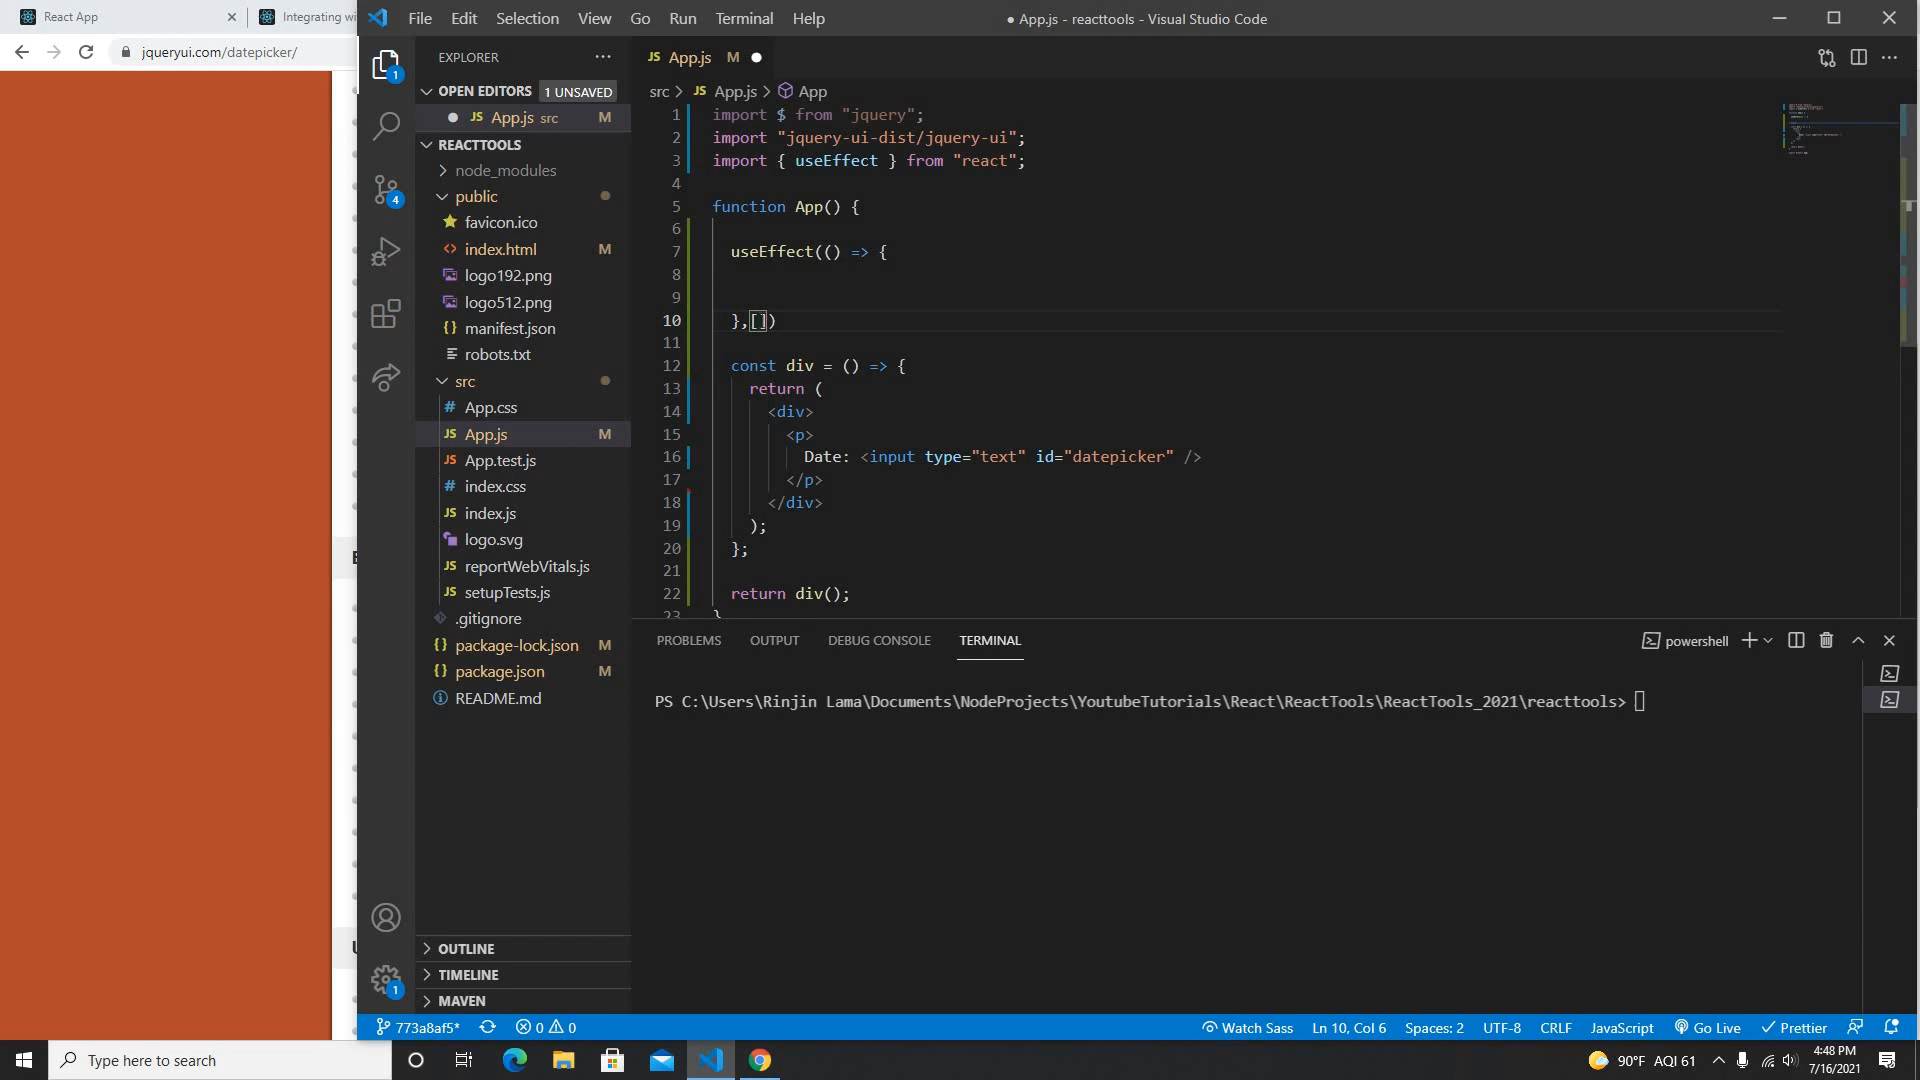 React App
Integrating wi
jqueryui.com/datepicker/
File Edit Selection View Go Run Terminal Help
● App.js - reacttools - Visual Studio Code
EXPLORER
OPEN EDITORS 1 UNSAVED
App.js src M
REACTTOOLS
node_modules
public
favicon.ico
index.html M
logo192.png
logo512.png
manifest.json
robots.txt
src
App.css
App.js M
App.test.js
index.css
index.js
logo.svg
reportWebVitals.js
setupTests.js
.gitignore
package-lock.json M
package.json M
README.md
OUTLINE
TIMELINE
MAVEN
JS App.js M
src > JS App.js > App
1 import $ from "jquery";
2 import "jquery-ui-dist/jquery-ui";
3 import { useEffect } from "react";
4
5 function App() {
6
7 useEffect(() => {
8
9
10 },[])
11
12 const div = () => {
13 return (
14 <div>
15 <p>
16 Date: <input type="text" id="datepicker" />
17 </p>
18 </div>
19 );
20 };
21
22 return div();
23 }
PROBLEMS OUTPUT DEBUG CONSOLE TERMINAL
powershell
PS C:\Users\Rinjin Lama\Documents\NodeProjects\YoutubeTutorials\React\ReactTools\ReactTools_2021\reacttools>
773a8af5* 0 0
Watch Sass Ln 10, Col 6 Spaces: 2 UTF-8 CRLF JavaScript Go Live Prettier
Type here to search
90°F AQI 61
4:48 PM
7/16/2021